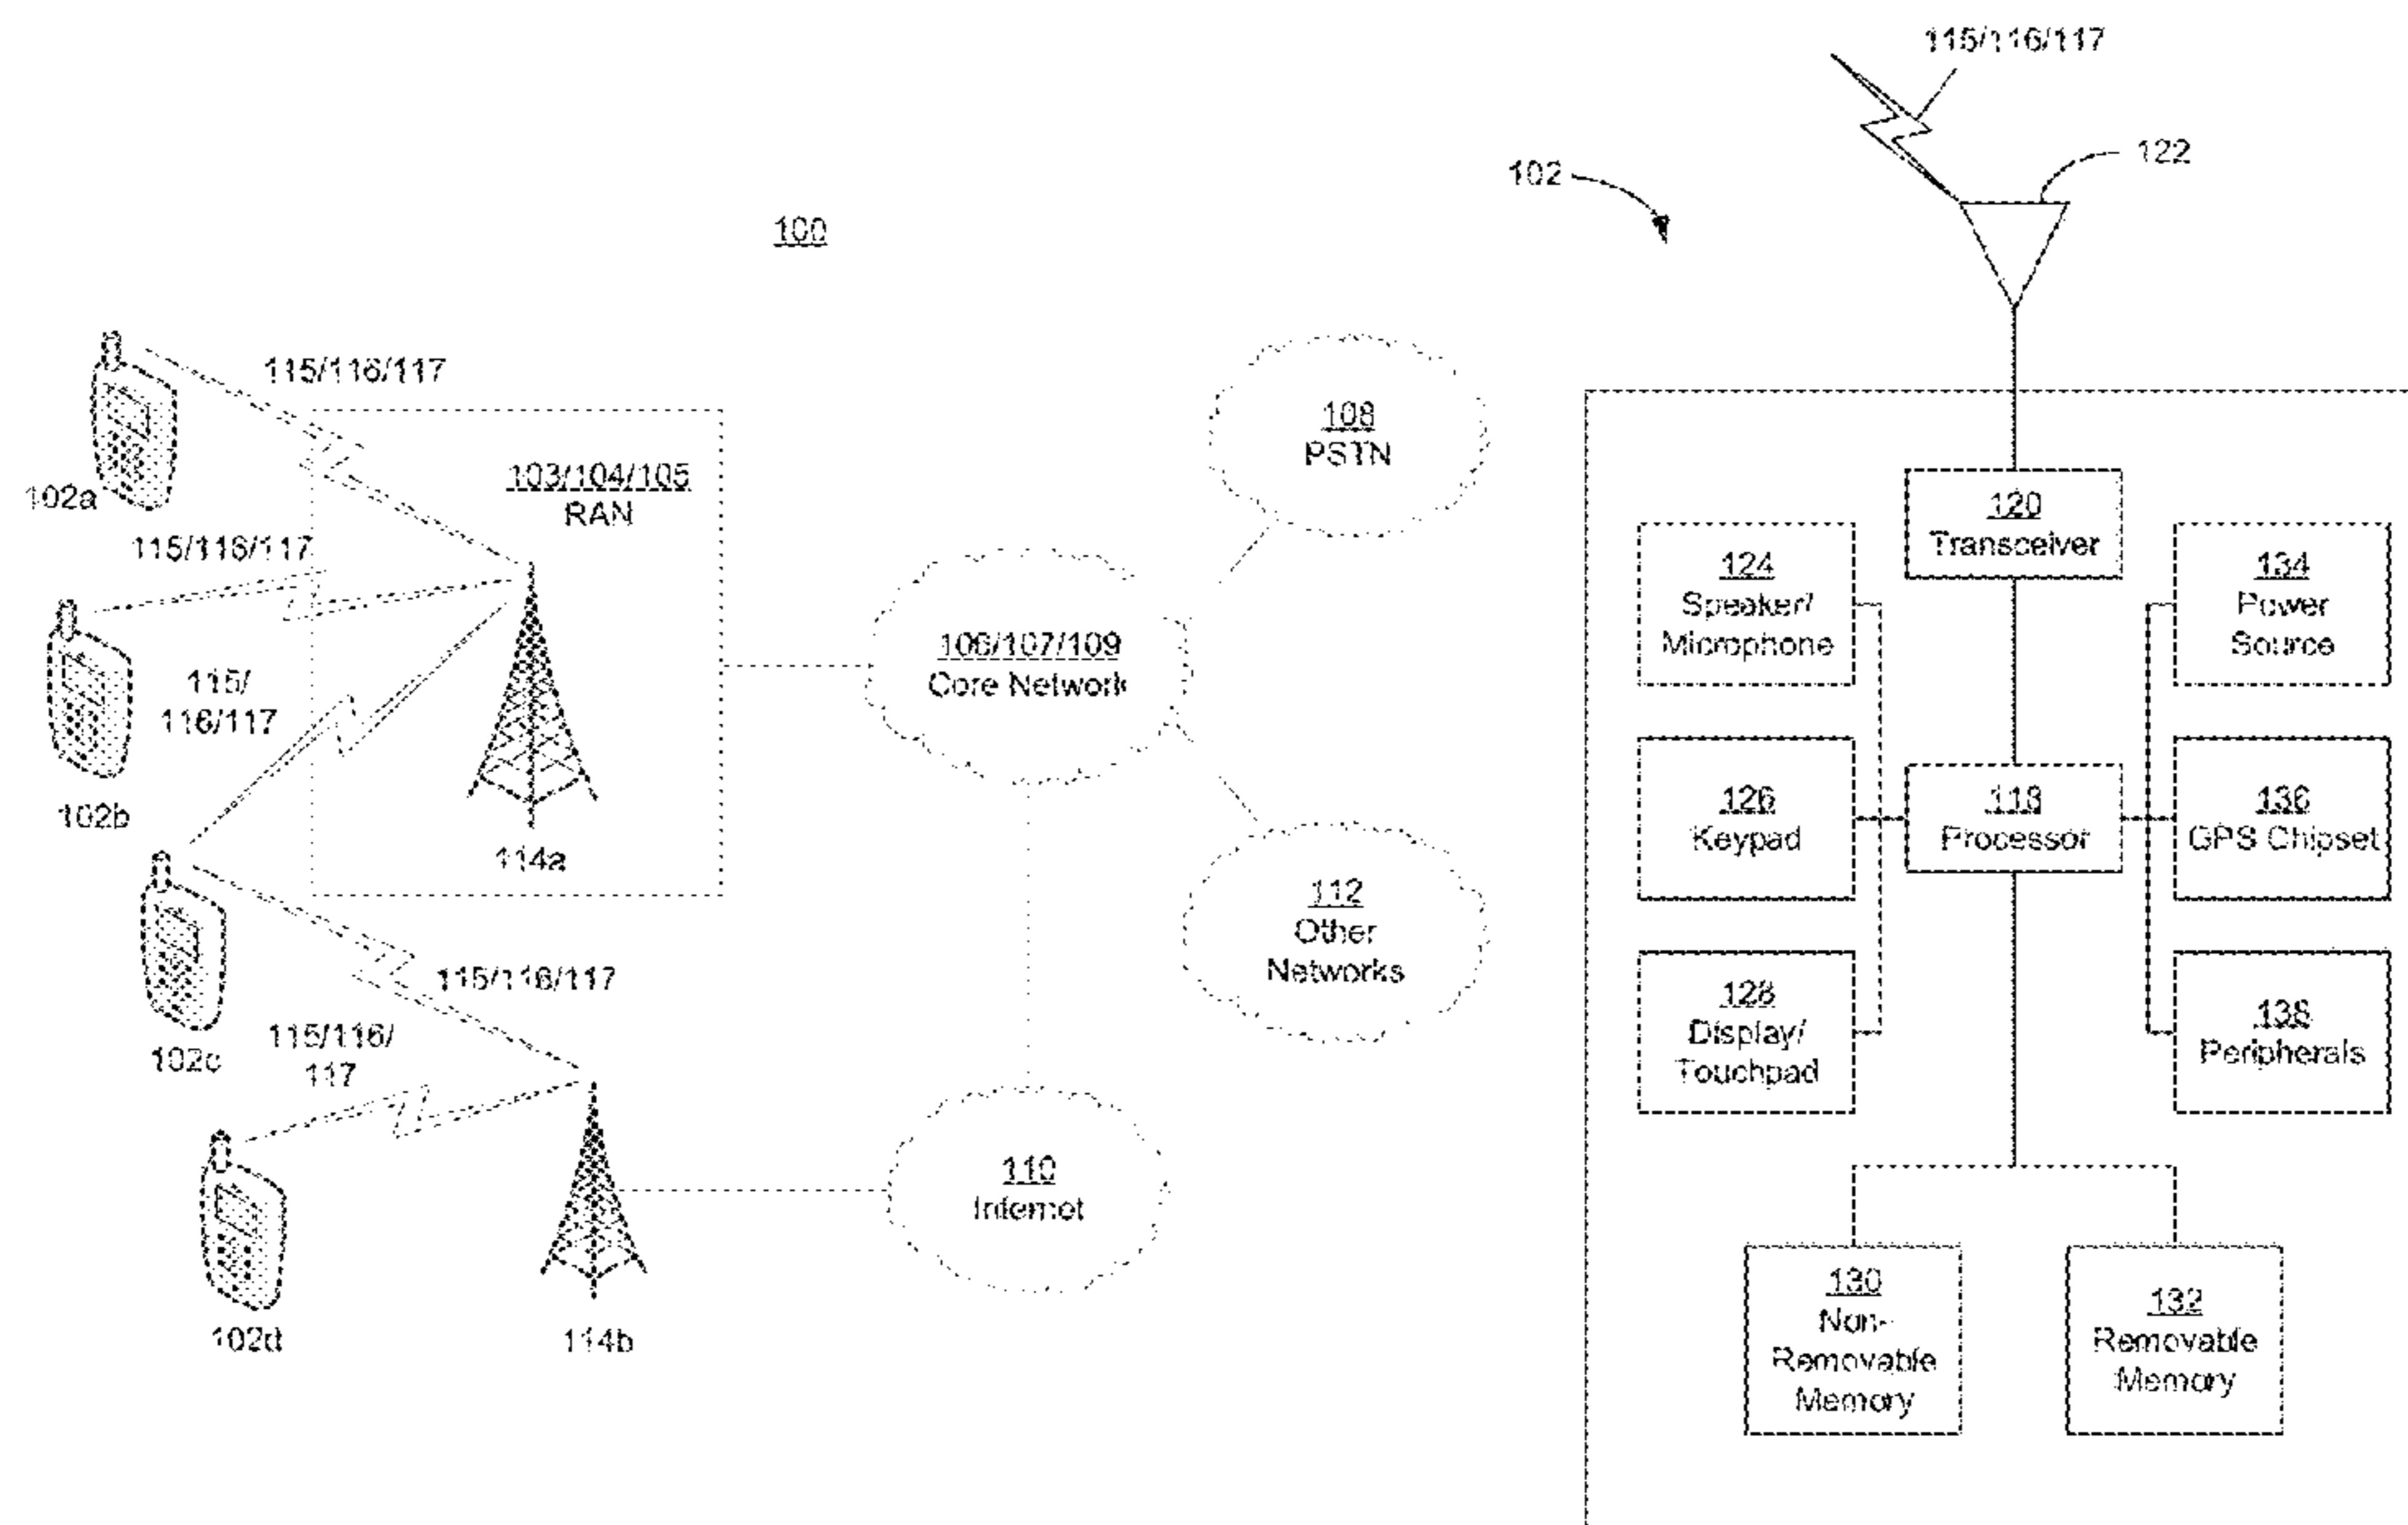 100
115/116/117
102a
103/104/105
RAN
115/116/117
102b
115/
116/117
114a
102c
115/116/117
115/116/
117
102d
114b
106/107/109
Core Network
108
PSTN
112
Other
Networks
110
Internet
115/116/117
102
122
120
Transceiver
124
Speaker/
Microphone
134
Power
Source
126
Keypad
118
Processor
136
GPS Chipset
128
Display/
Touchpad
138
Peripherals
130
Non-
Removable
Memory
132
Removable
Memory